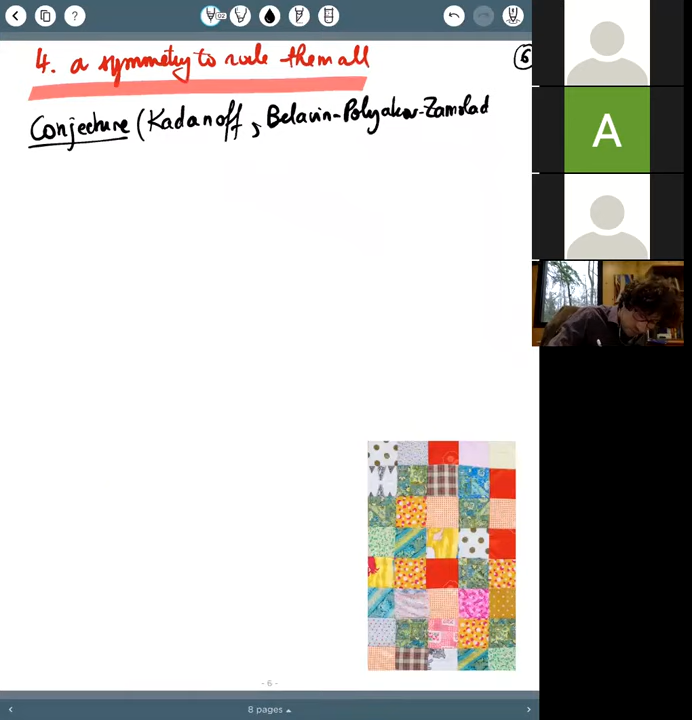 4. a symmetry to rule them all
6
Conjecture (Kadanoff, Belavin-Polyakov-Zamolod
A
- 6 -
8 pages